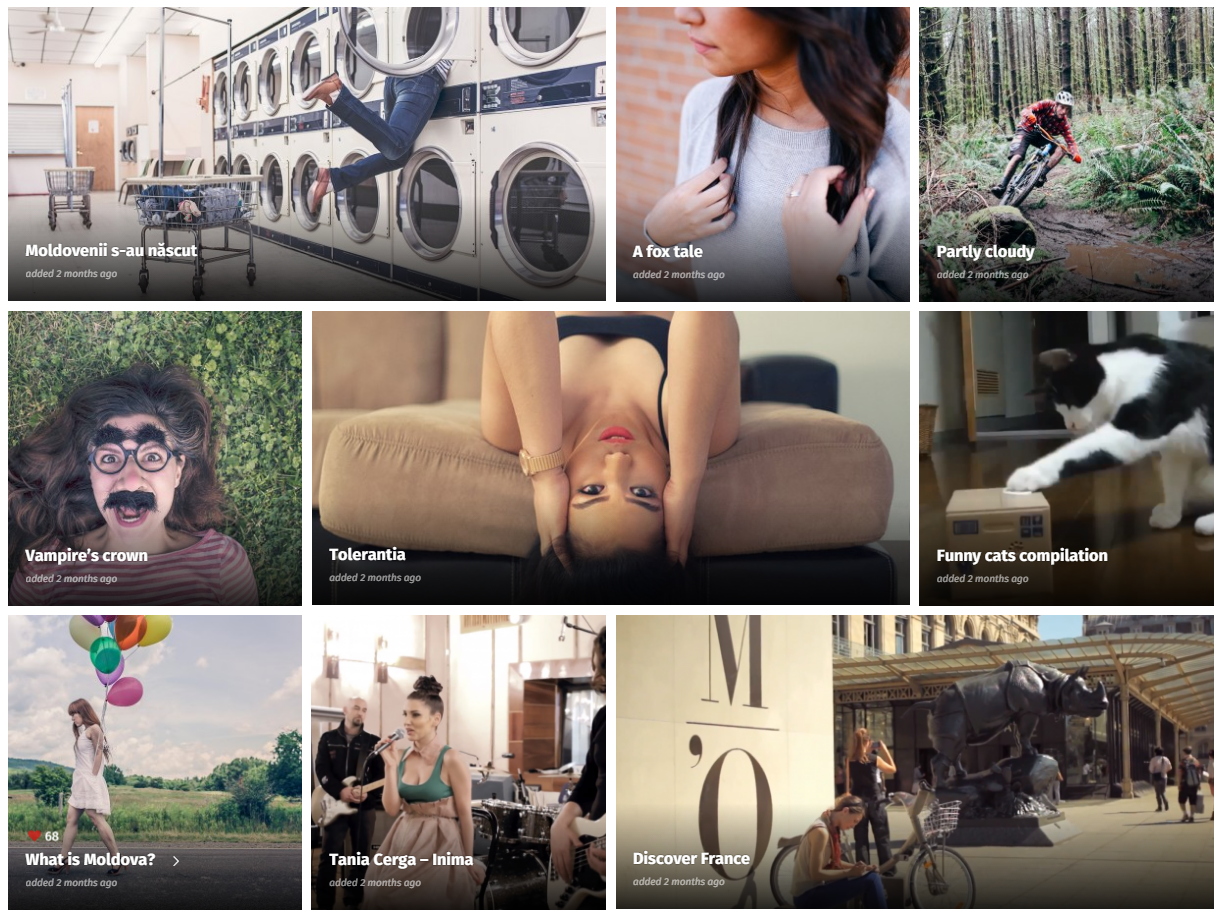 Moldovenii s-au născut
added 2 months ago
A fox tale
added 2 months ago
Partly cloudy
added 2 months ago
Vampire's crown
added 2 months ago
Tolerantia
added 2 months ago
Funny cats compilation
added 2 months ago
68
What is Moldova?
added 2 months ago
Tania Cerga – Inima
added 2 months ago
M
'O
Discover France
added 2 months ago